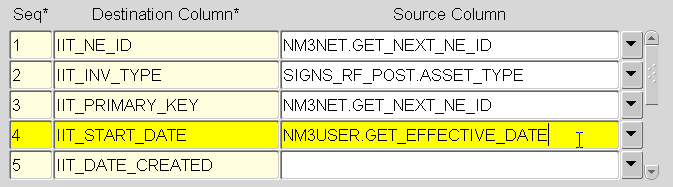 Seq* Destination Column* Source Column
1 IIT_NE_ID NM3NET.GET_NEXT_NE_ID
2 IIT_INV_TYPE SIGNS_RF_POST.ASSET_TYPE
3 IIT_PRIMARY_KEY NM3NET.GET_NEXT_NE_ID
4 IIT_START_DATE NM3USER.GET_EFFECTIVE_DATE
5 IIT_DATE_CREATED